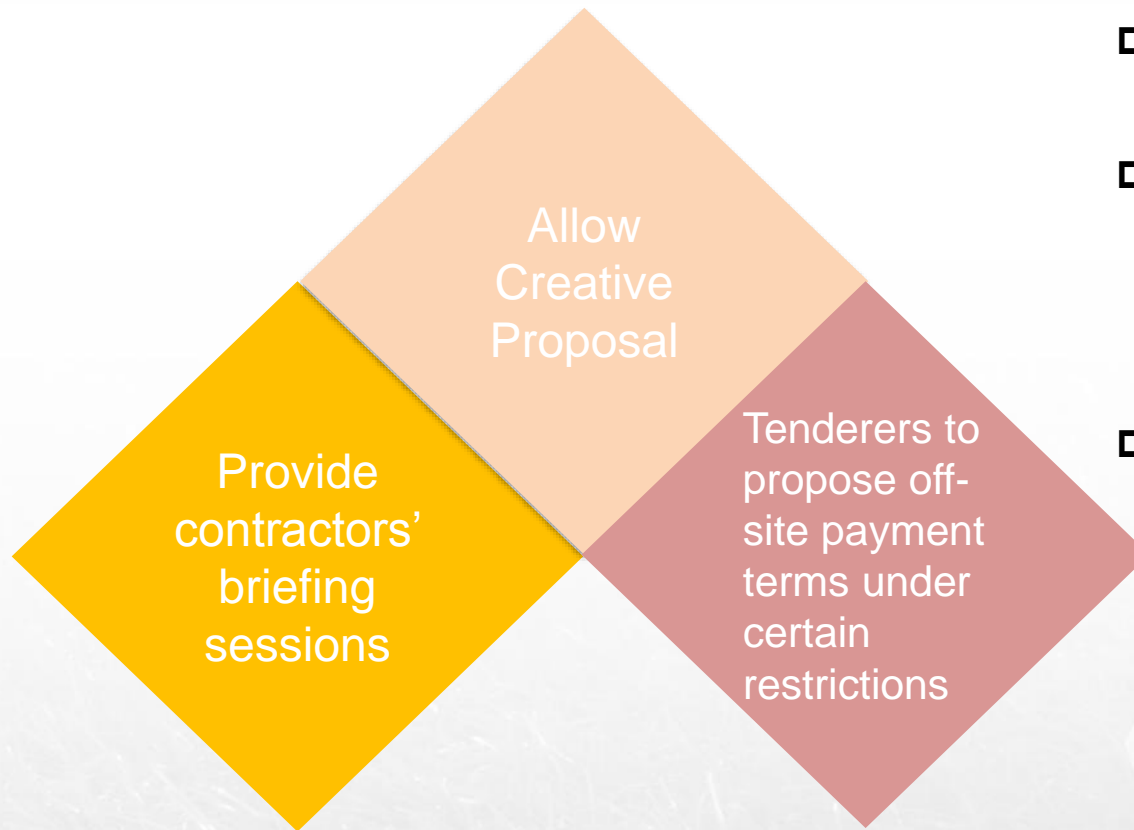 Allow
Creative
Proposal
Provide
contractors’
briefing
sessions
Tenderers to
propose off-
site payment
terms under
certain
restrictions